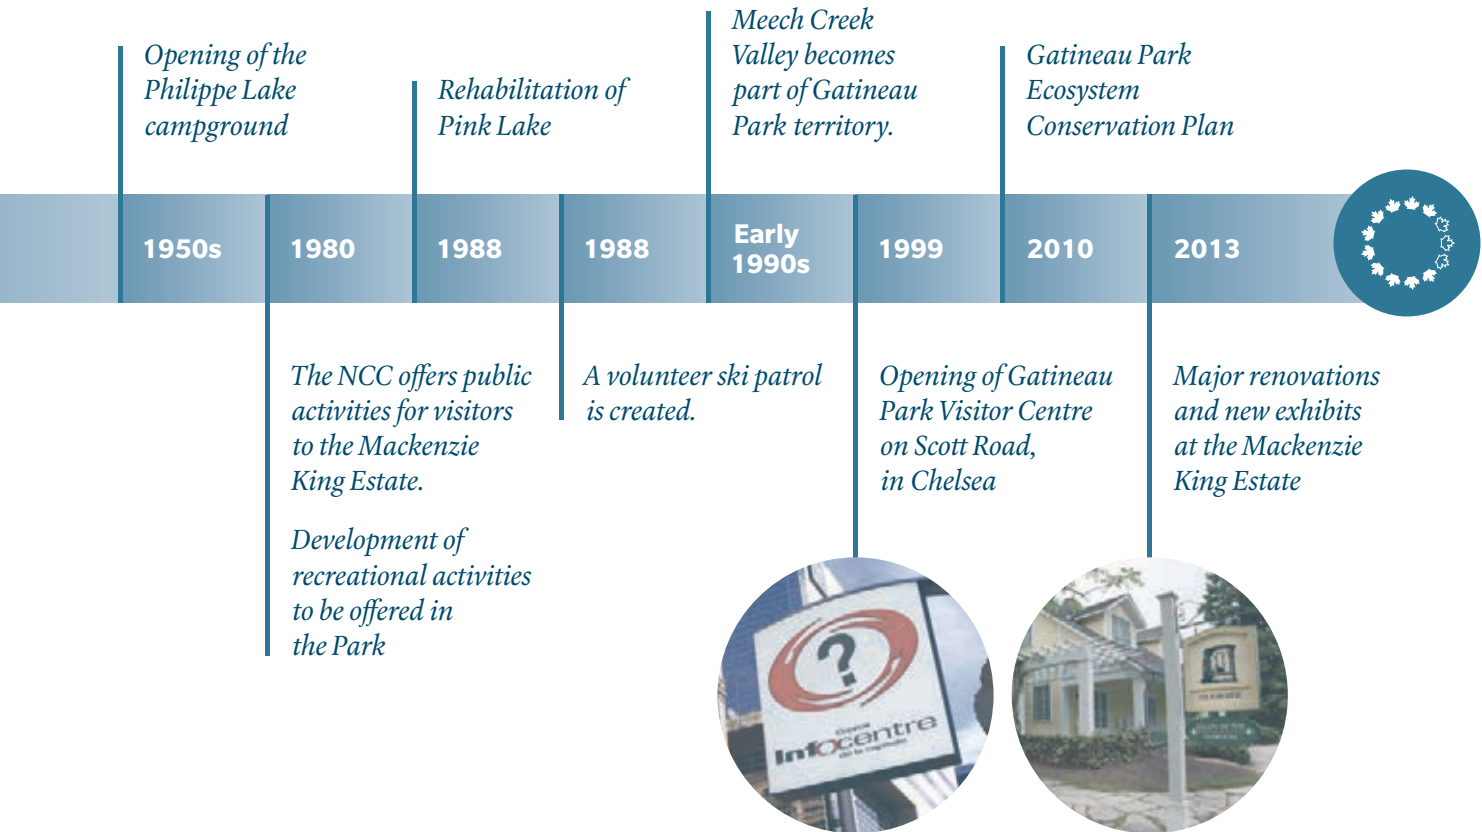 Opening of the
Philippe Lake
campground
Rehabilitation of
Pink Lake
Meech Creek
Valley becomes
part of Gatineau
Park territory.
Gatineau Park
Ecosystem
Conservation Plan
1950s
1980
1988
1988
Early
1990s
1999
2010
2013
The NCC offers public
activities for visitors
to the Mackenzie
King Estate.
Development of
recreational activities
to be offered in
the Park
A volunteer ski patrol
is created.
Opening of Gatineau
Park Visitor Centre
on Scott Road,
in Chelsea
Major renovations
and new exhibits
at the Mackenzie
King Estate
?
Infocentre
de la capitale